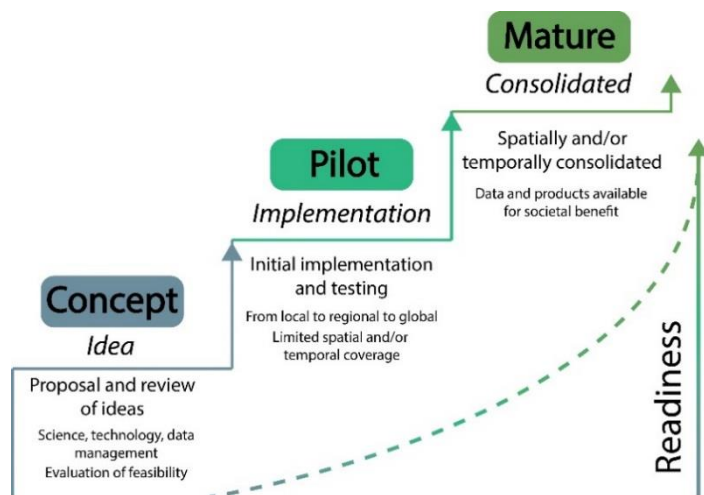 Mature
Consolidated
Spatially and/or
temporally consolidated
Data and products available
for societal benefit
Pilot
Implementation
Initial implementation
and testing
From local to regional to global
Limited spatial and/or
temporal coverage
Concept
Idea
Proposal and review
of ideas
Science, technology, data
management
Evaluation of feasibility
Readiness